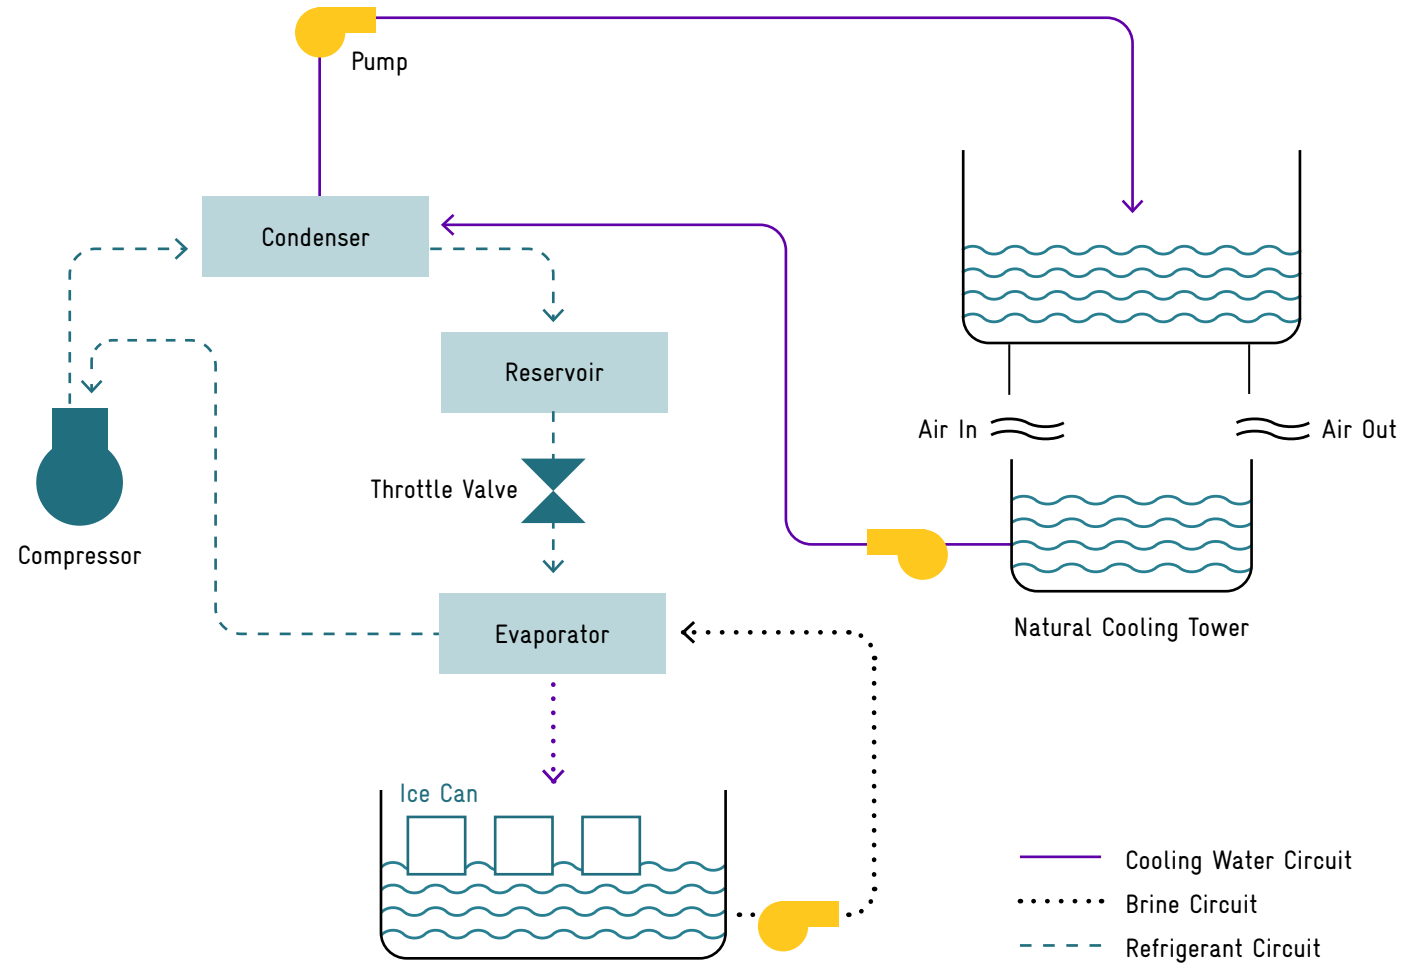 Pump
Condenser
Reservoir
Air In
Air Out
Throttle Valve
Compressor
Evaporator
Natural Cooling Tower
Ice Can
Cooling Water Circuit
Brine Circuit
Refrigerant Circuit